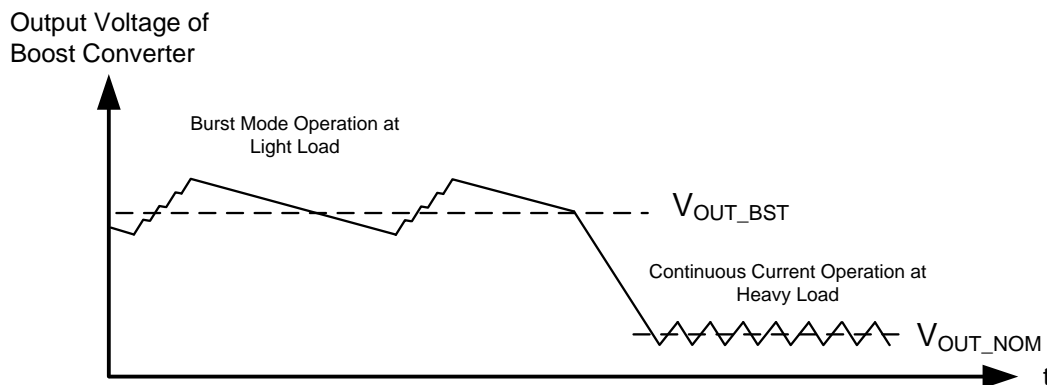 Output Voltage of
Boost Converter
Burst Mode Operation at
Light Load
VOUT_BST
Continuous Current Operation at
Heavy Load
VOUT_NOM
t